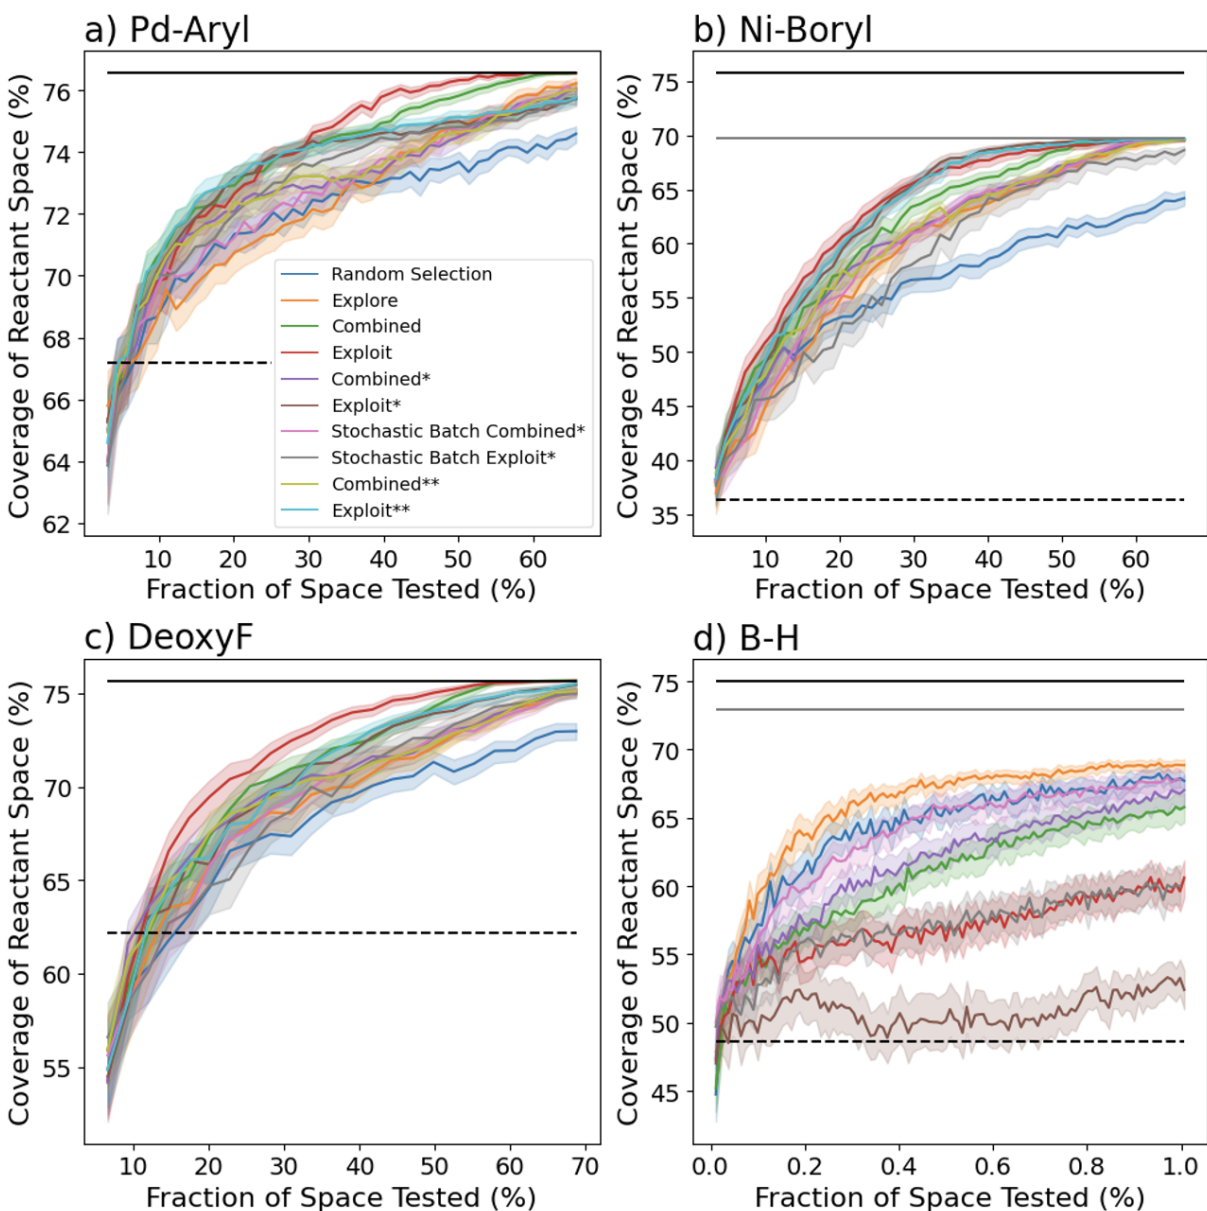 a) Pd-Aryl
Coverage of Reactant Space (%)
76
74
72
70
68
66
64
62
Random Selection
Explore
Combined
Exploit
Combined*
Exploit*
Stochastic Batch Combined*
Stochastic Batch Exploit*
Combined**
Exploit**
10 20 30 40 50 60
Fraction of Space Tested (%)
b) Ni-Boryl
Coverage of Reactant Space (%)
75
70
65
60
55
50
45
40
35
10 20 30 40 50 60
Fraction of Space Tested (%)
c) DeoxyF
Coverage of Reactant Space (%)
75
70
65
60
55
10 20 30 40 50 60 70
Fraction of Space Tested (%)
d) B-H
Coverage of Reactant Space (%)
75
70
65
60
55
50
45
0.0 0.2 0.4 0.6 0.8 1.0
Fraction of Space Tested (%)